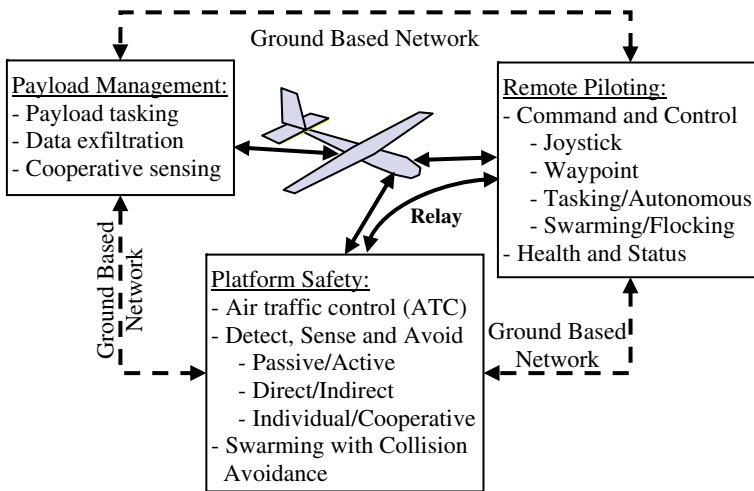 Ground Based Network
Payload Management:
- Payload tasking
- Data exfiltration
- Cooperative sensing
Remote Piloting:
- Command and Control
- Joystick
- Waypoint
- Tasking/Autonomous
- Swarming/Flocking
- Health and Status
Relay
Ground Based
Network
Platform Safety:
- Air traffic control (ATC)
- Detect, Sense and Avoid
- Passive/Active
- Direct/Indirect
- Individual/Cooperative
- Swarming with Collision
Avoidance
Ground Based
Network